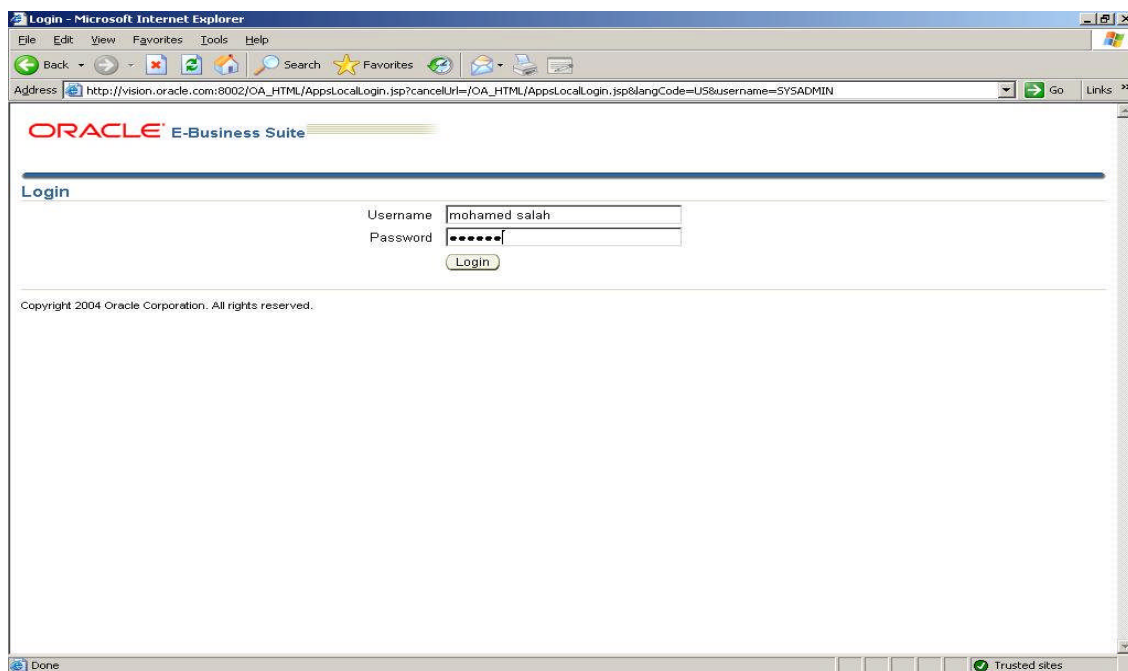 Login - Microsoft Internet Explorer
File Edit View Favorites Tools Help
Back Search Favorites
Address http://vision.oracle.com:8002/OA_HTML/AppsLocalLogin.jsp?cancelUrl=/OA_HTML/AppsLocalLogin.jsp&langCode=US&username=SYSADMIN Go Links »
ORACLE E-Business Suite
Login
Username mohamed salah
Password ••••••
Login
Copyright 2004 Oracle Corporation. All rights reserved.
Done Trusted sites